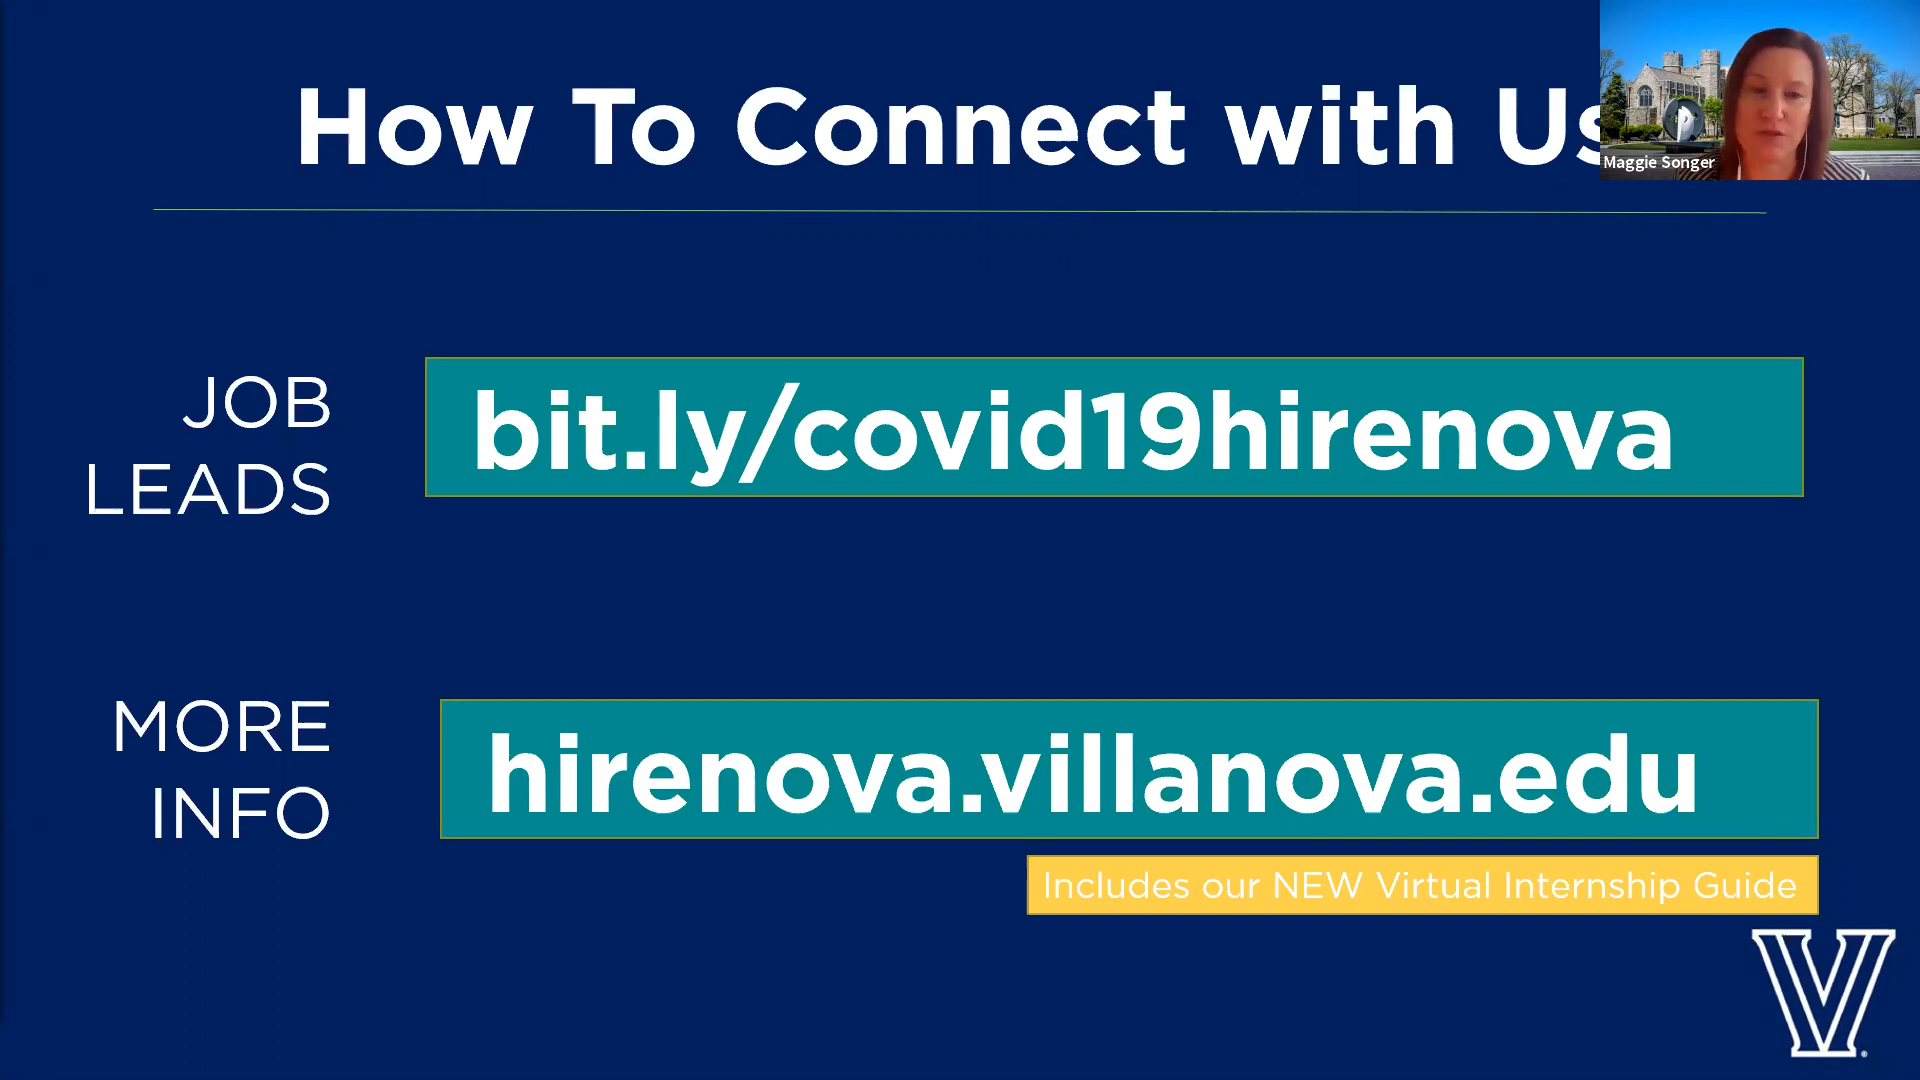 How To Connect with Us
Maggie Songer
JOB
LEADS
bit.ly/covid19hirenova
MORE
INFO
hirenova.villanova.edu
Includes our NEW Virtual Internship Guide
V